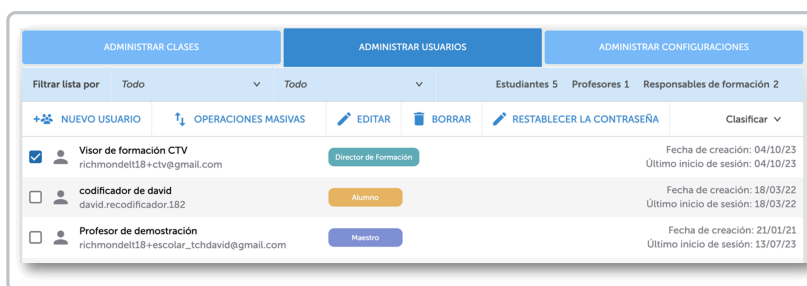 ADMINISTRAR CLASES ADMINISTRAR USUARIOS ADMINISTRAR CONFIGURACIONES
Filtrar lista por Todo Todo Estudiantes 5 Profesores 1 Responsables de formación 2
NUEVO USUARIO OPERACIONES MASIVAS EDITAR BORRAR RESTABLECER LA CONTRASEÑA Clasificar
Visor de formación CTV Fecha de creación: 04/10/23
richmondelt18+ctv@gmail.com Director de Formación Último inicio de sesión: 04/10/23
codificador de david Fecha de creación: 18/03/22
david.recodificador.182 Alumno Último inicio de sesión: 18/03/22
Profesor de demostración Fecha de creación: 21/01/21
richmondelt18+escolar_tchdavid@gmail.com Maestro Último inicio de sesión: 13/07/23